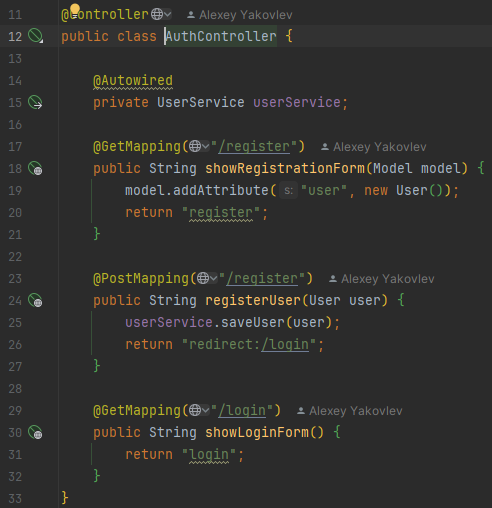 11 @Controller Alexey Yakovlev
12 public class AuthController {
13
14 @Autowired
15 private UserService userService;
16
17 @GetMapping("/register") Alexey Yakovlev
18 public String showRegistrationForm(Model model) {
19 model.addAttribute( s: "user", new User());
20 return "register";
21 }
22
23 @PostMapping("/register") Alexey Yakovlev
24 public String registerUser(User user) {
25 userService.saveUser(user);
26 return "redirect:/login";
27 }
28
29 @GetMapping("/login") Alexey Yakovlev
30 public String showLoginForm() {
31 return "login";
32 }
33 }